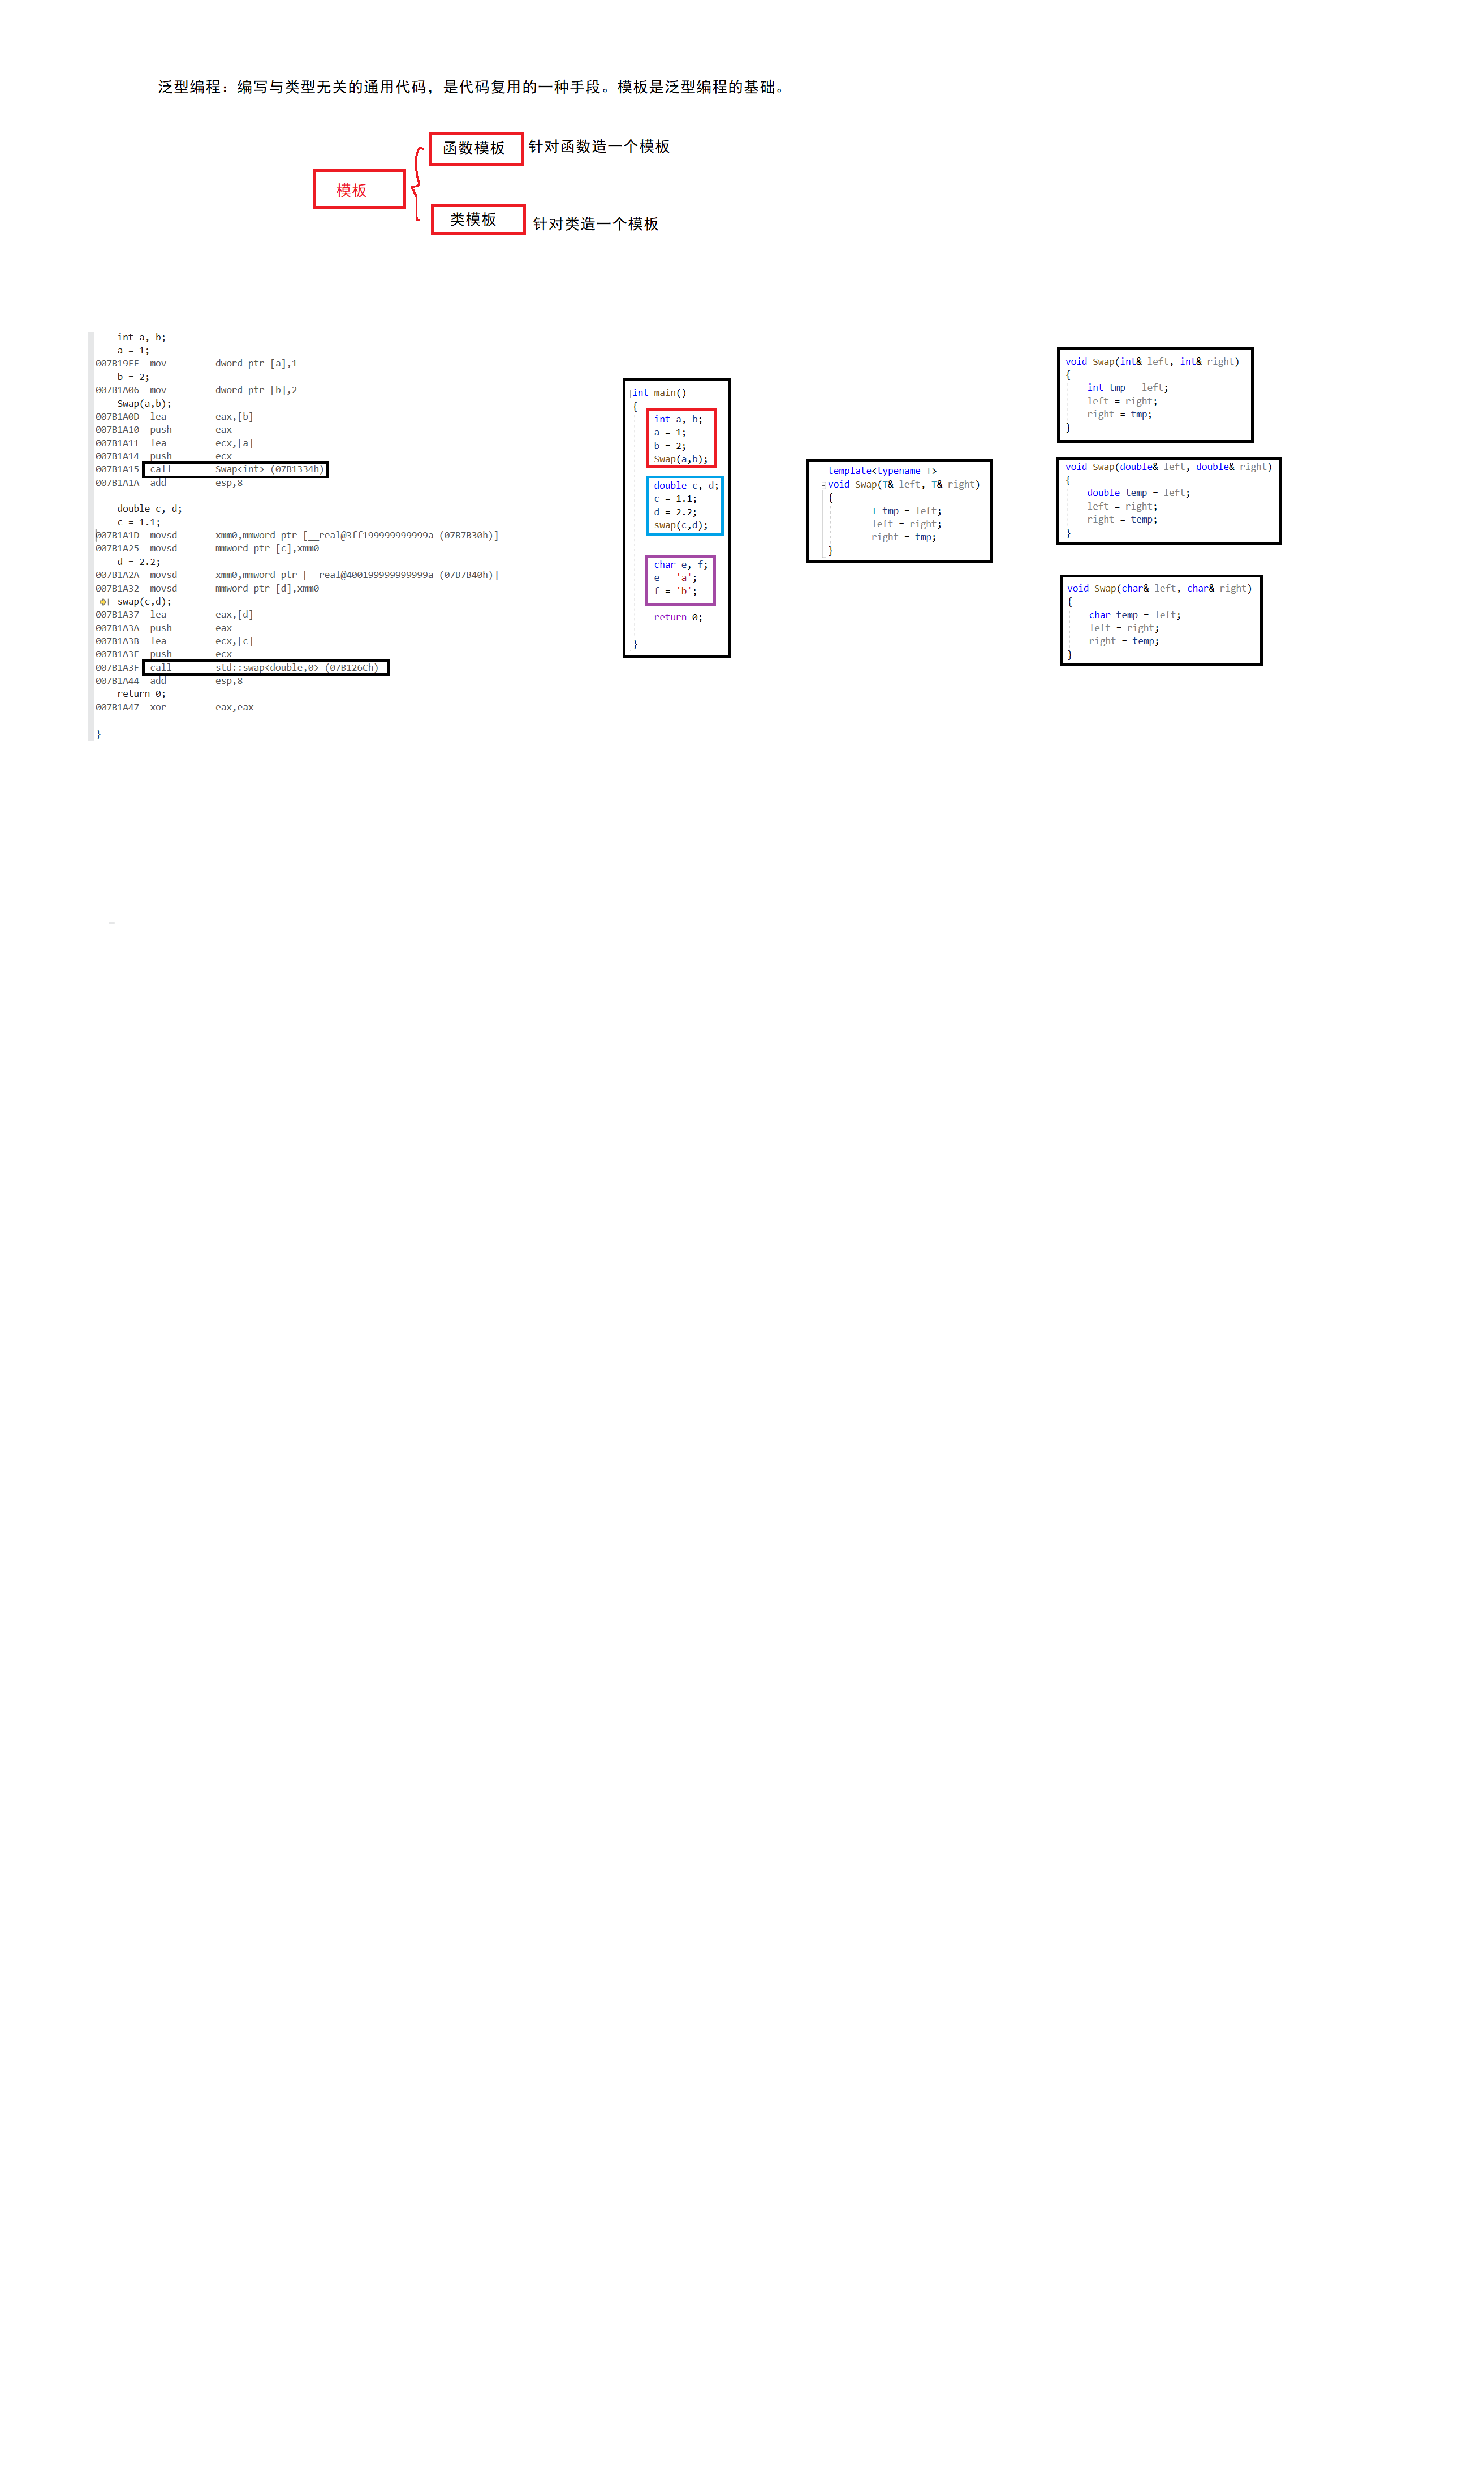 泛型编程：编写与类型无关的通用代码，是代码复用的一种手段。模板是泛型编程的基础。
函数模板 针对函数造一个模板
模板
类模板 针对类造一个模板
int a, b;
a = 1;
007B19FF mov dword ptr [a],1
b = 2;
007B1A06 mov dword ptr [b],2
Swap(a,b);
007B1A0D lea eax,[b]
007B1A10 push eax
007B1A11 lea ecx,[a]
007B1A14 push ecx
007B1A15 call Swap<int> (07B1334h)
007B1A1A add esp,8
double c, d;
c = 1.1;
007B1A1D movsd xmm0,mmword ptr [__real@3ff199999999999a (07B7B30h)]
007B1A25 movsd mmword ptr [c],xmm0
d = 2.2;
007B1A2A movsd xmm0,mmword ptr [__real@400199999999999a (07B7B40h)]
007B1A32 movsd mmword ptr [d],xmm0
swap(c,d);
007B1A37 lea eax,[d]
007B1A3A push eax
007B1A3B lea ecx,[c]
007B1A3E push ecx
007B1A3F call std::swap<double,0> (07B126Ch)
007B1A44 add esp,8
return 0;
007B1A47 xor eax,eax
}
int main()
{
int a, b;
a = 1;
b = 2;
Swap(a,b);
double c, d;
c = 1.1;
d = 2.2;
swap(c,d);
char e, f;
e = 'a';
f = 'b';
return 0;
}
template<typename T>
void Swap(T& left, T& right)
{
T tmp = left;
left = right;
right = tmp;
}
void Swap(int& left, int& right)
{
int tmp = left;
left = right;
right = tmp;
}
void Swap(double& left, double& right)
{
double temp = left;
left = right;
right = temp;
}
void Swap(char& left, char& right)
{
char temp = left;
left = right;
right = temp;
}